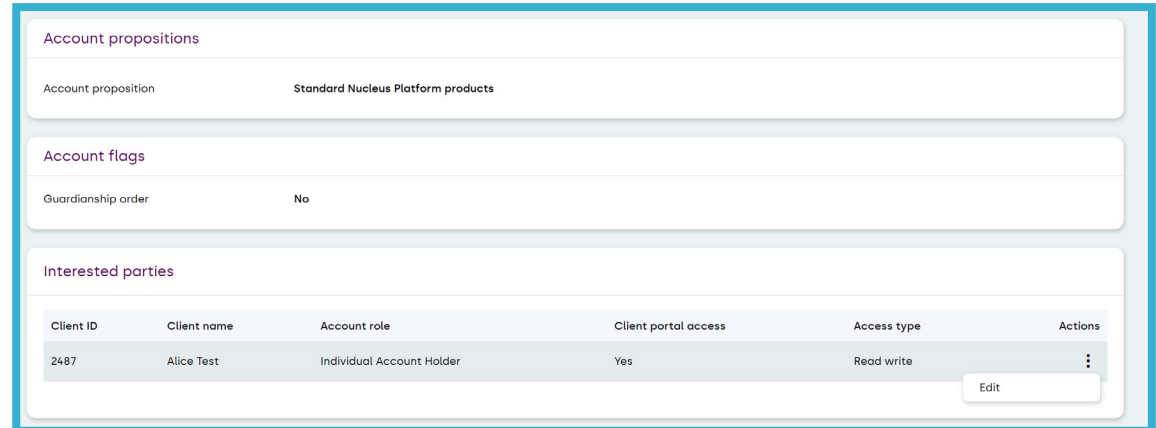 Account propositions
Account proposition Standard Nucleus Platform products
Account flags
Guardianship order No
Interested parties
Client ID Client name Account role Client portal access Access type Actions
2487 Alice Test Individual Account Holder Yes Read write
Edit